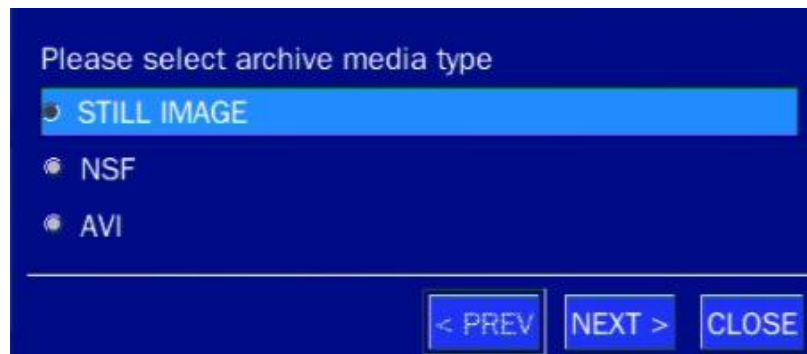 Please select archive media type
STILL IMAGE
NSF
AVI
< PREV NEXT > CLOSE